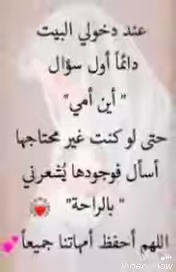 عند دخولي البيت
دائماً أول سؤال
" أين أمي"
حتى لو كنت غير محتاجها
أسأل فوجودها يُشعرني
" بالراحة"
اللهم أحفظ أمهاتنا جميعاً